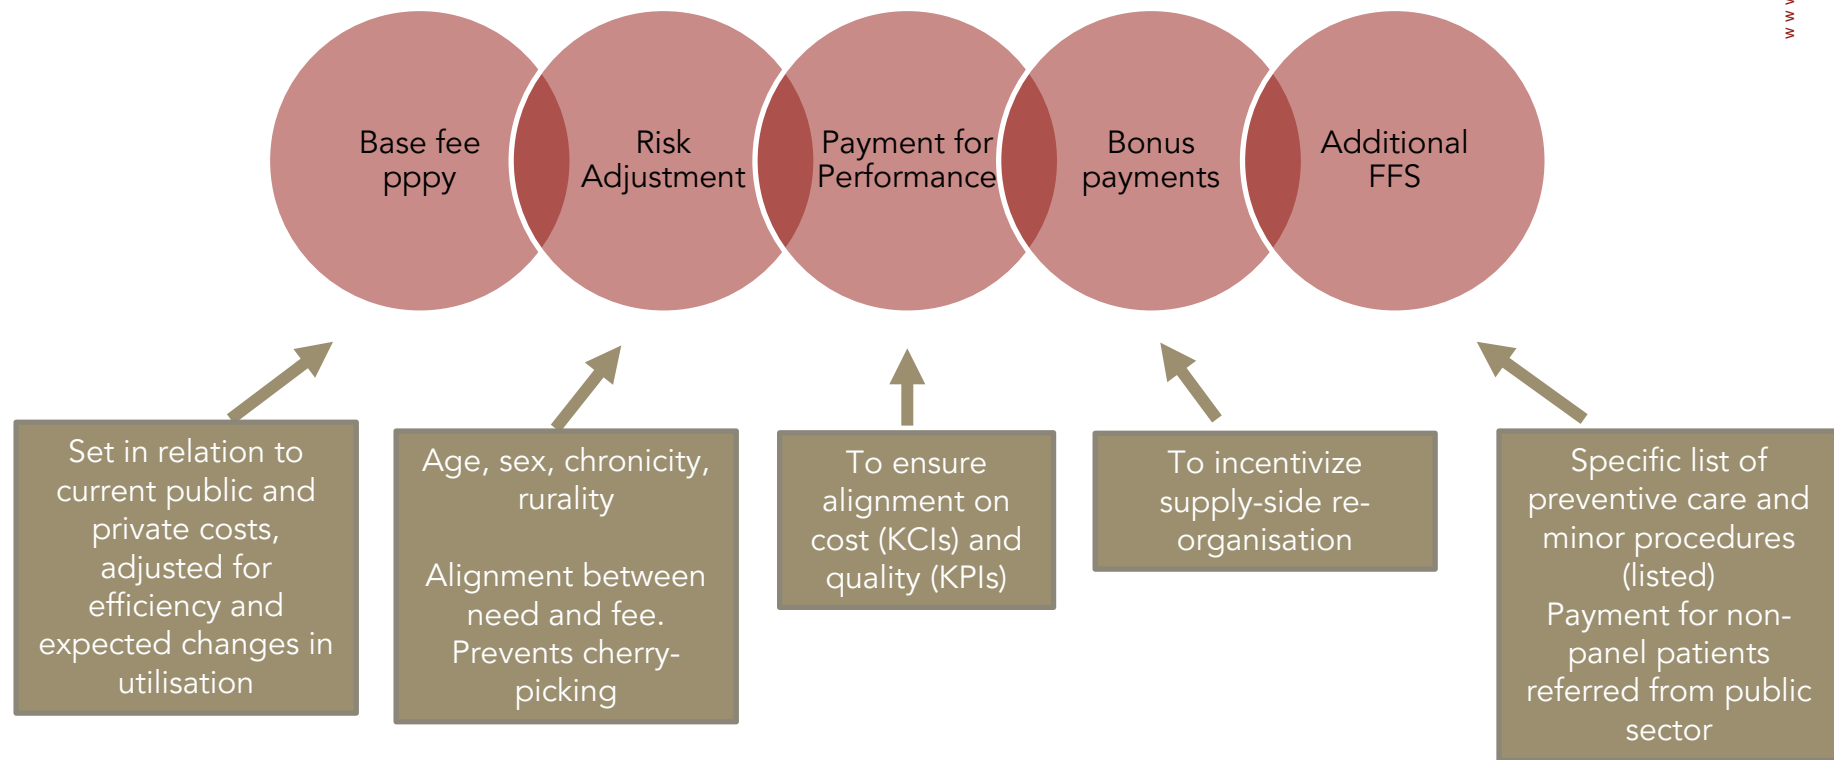 Base fee
pppy
Risk
Adjustment
Payment for
Performance
Bonus
payments
Additional
FFS
Set in relation to
current public and
private costs,
adjusted for
efficiency and
expected changes in
utilisation
Age, sex, chronicity,
rurality
Alignment between
need and fee.
Prevents cherry-
picking
To ensure
alignment on
cost (KCIs) and
quality (KPIs)
To incentivize
supply-side re-
organisation
Specific list of
preventive care and
minor procedures
(listed)
Payment for non-
panel patients
referred from public
sector